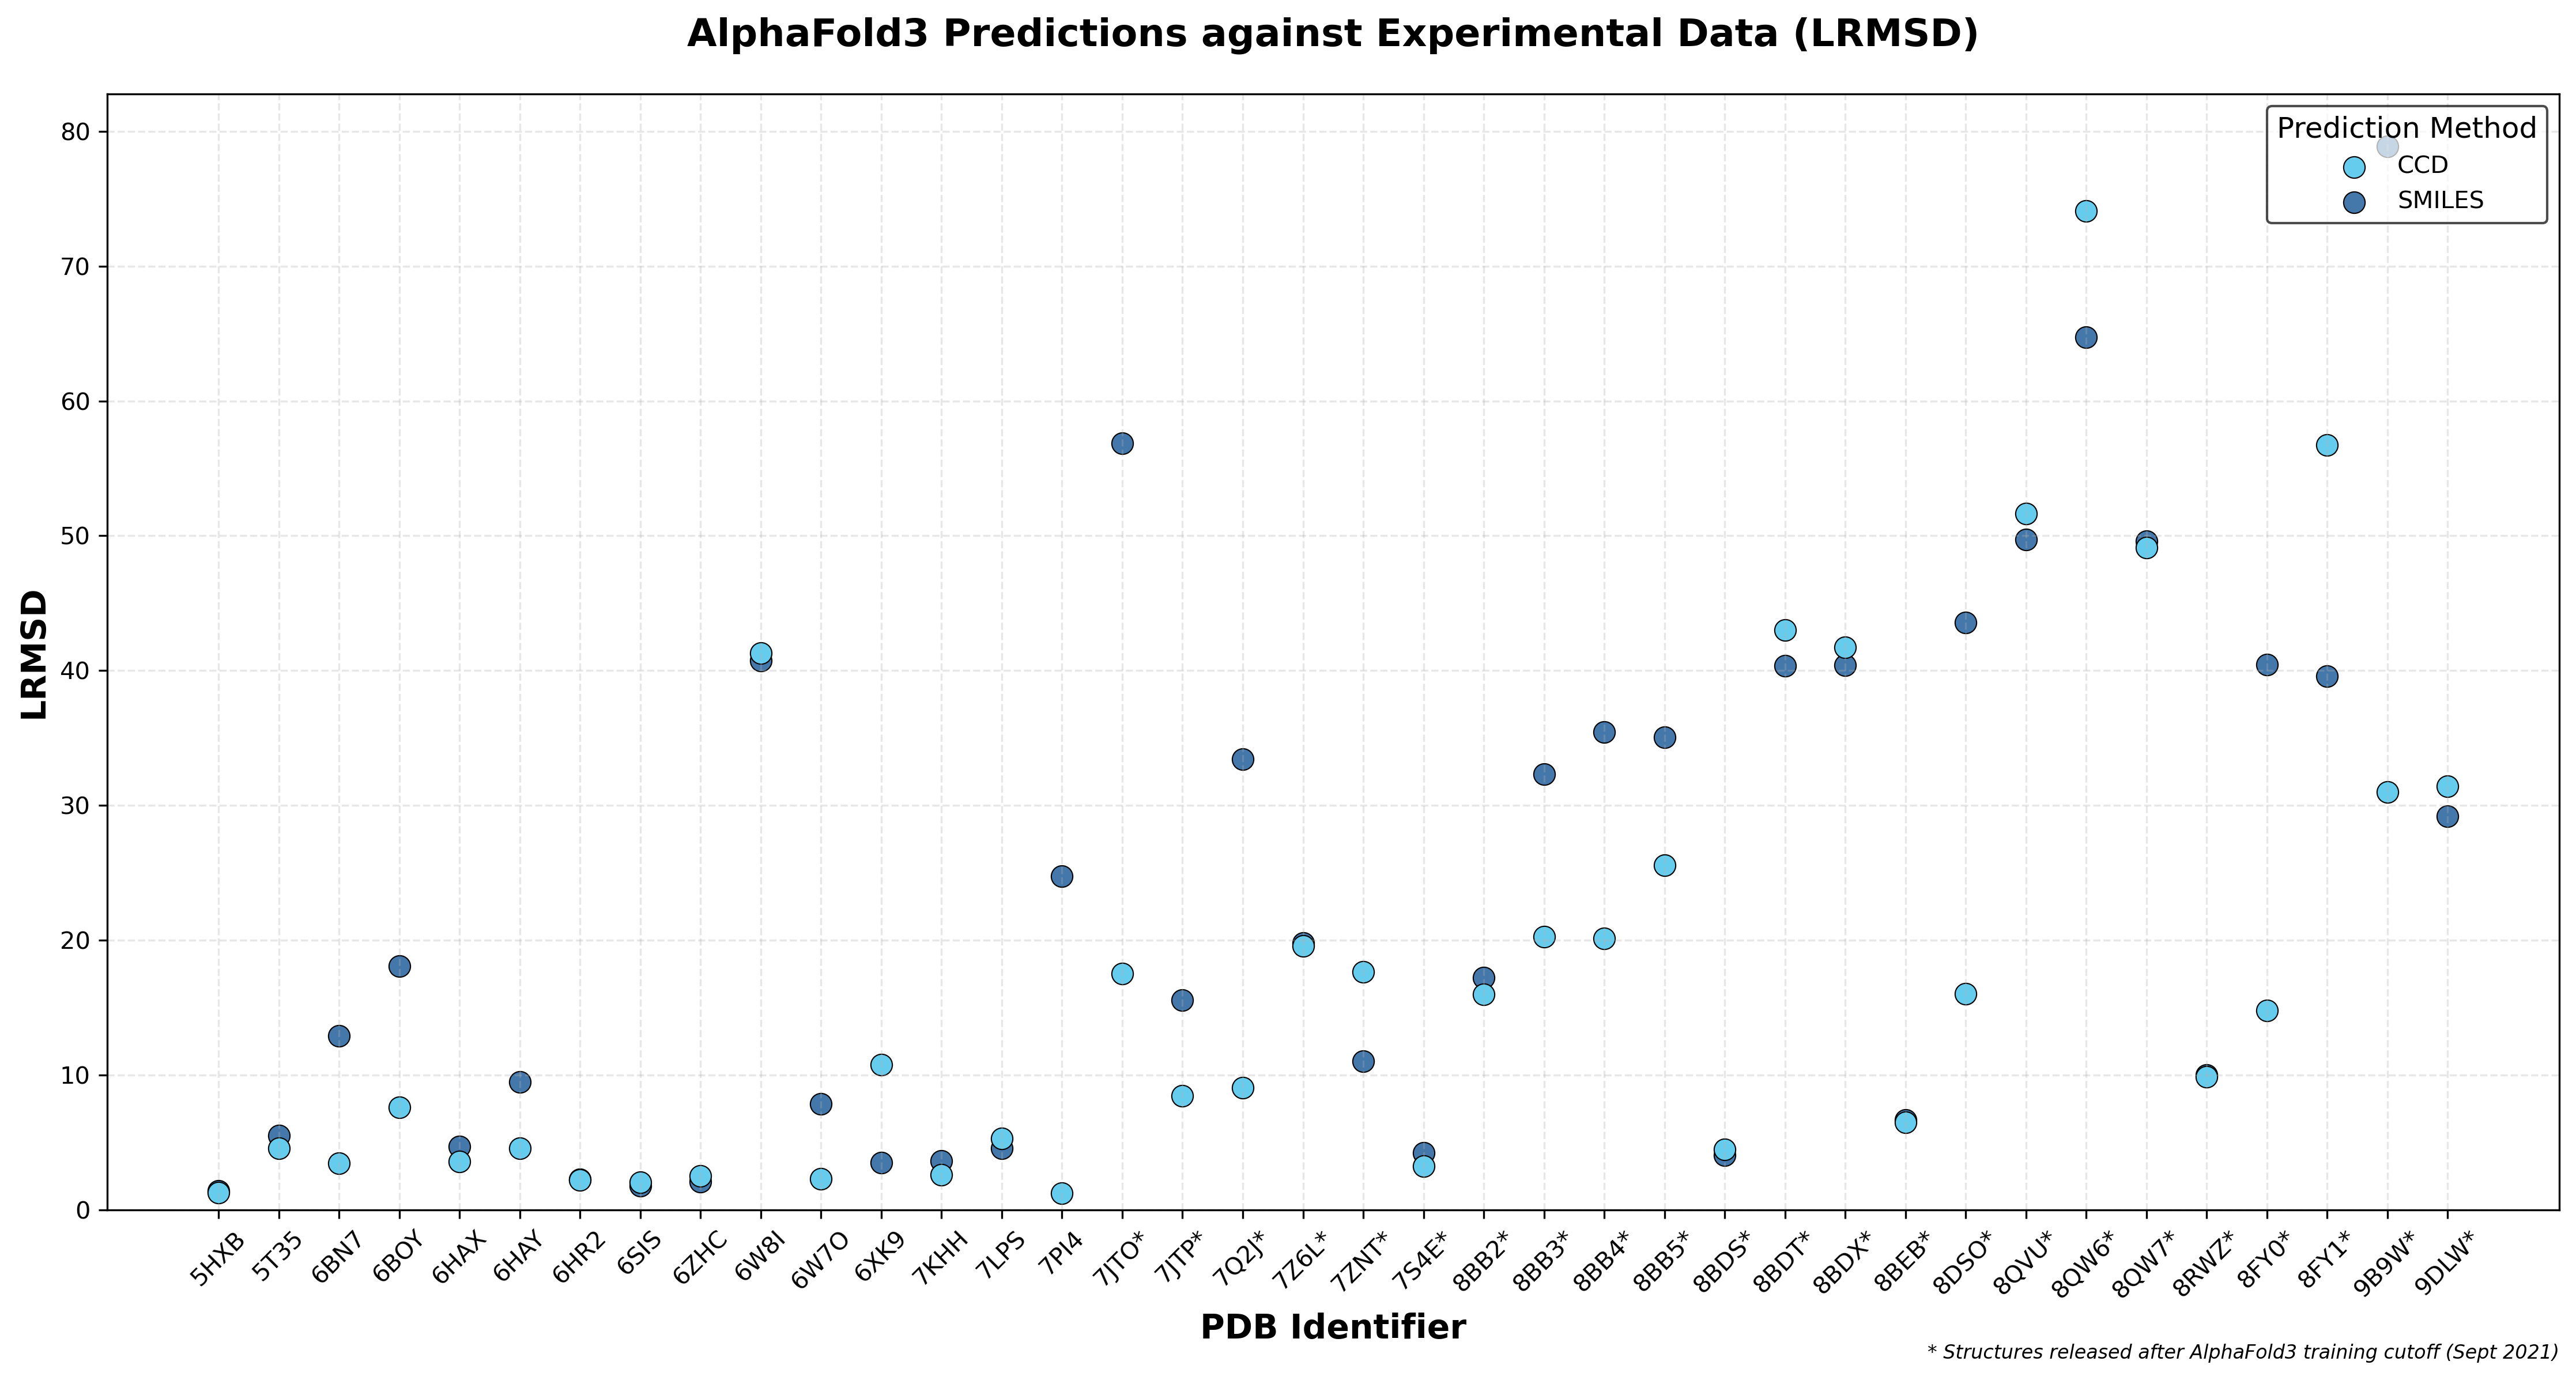 AlphaFold3 Predictions against Experimental Data (LRMSD)
Prediction Method
CCD
SMILES
80
70
60
50
40
30
20
10
0
LRMSD
5HXB
5T35
6BN7
6BOY
6HAX
6HAY
6HR2
6SIS
6ZHC
6W8I
6W7O
6XK9
7KHH
7LPS
7PI4
7JTO*
7JTP*
7Q2J*
7Z6L*
7ZNT*
7S4E*
8BB2*
8BB3*
8BB4*
8BB5*
8BDS*
8BDT*
8BDX*
8BEB*
8DSO*
8QVU*
8QW6*
8QW7*
8RWZ*
8FY0*
8FY1*
9B9W*
9DLW*
PDB Identifier
* Structures released after AlphaFold3 training cutoff (Sept 2021)